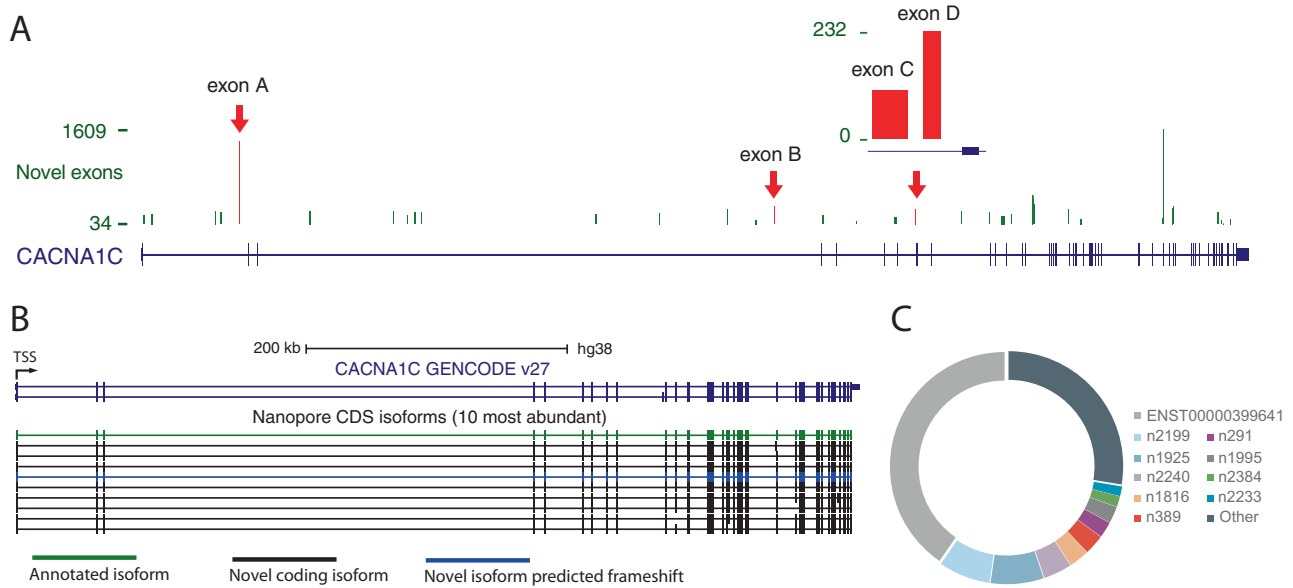 A
exon D
232
exon C
exon A
1609
0
exon B
Novel exons
34
CACNA1C
B
C
TSS
200 kb
hg38
CACNA1C GENCODE v27
Nanopore CDS isoforms (10 most abundant)
ENST00000399641
n2199
n291
n1925
n1995
n2240
n2384
n1816
n2233
n389
Other
Annotated isoform
Novel coding isoform
Novel isoform predicted frameshift